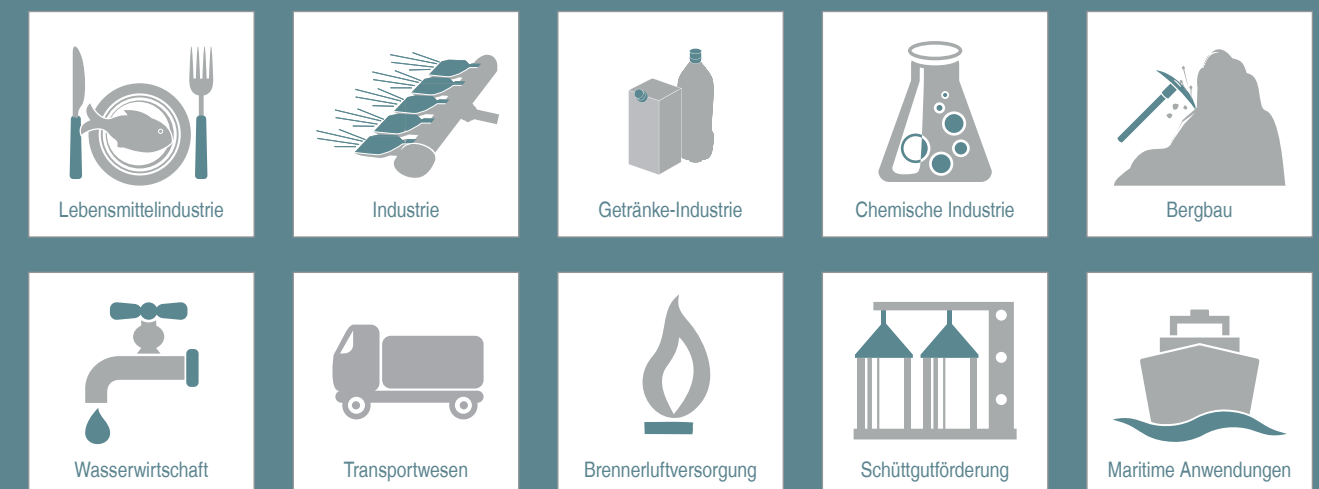 Lebensmittelindustrie
Industrie
Getränke-Industrie
Chemische Industrie
Bergbau
Wasserwirtschaft
Transportwesen
Brennerluftversorgung
Schüttgutförderung
Maritime Anwendungen